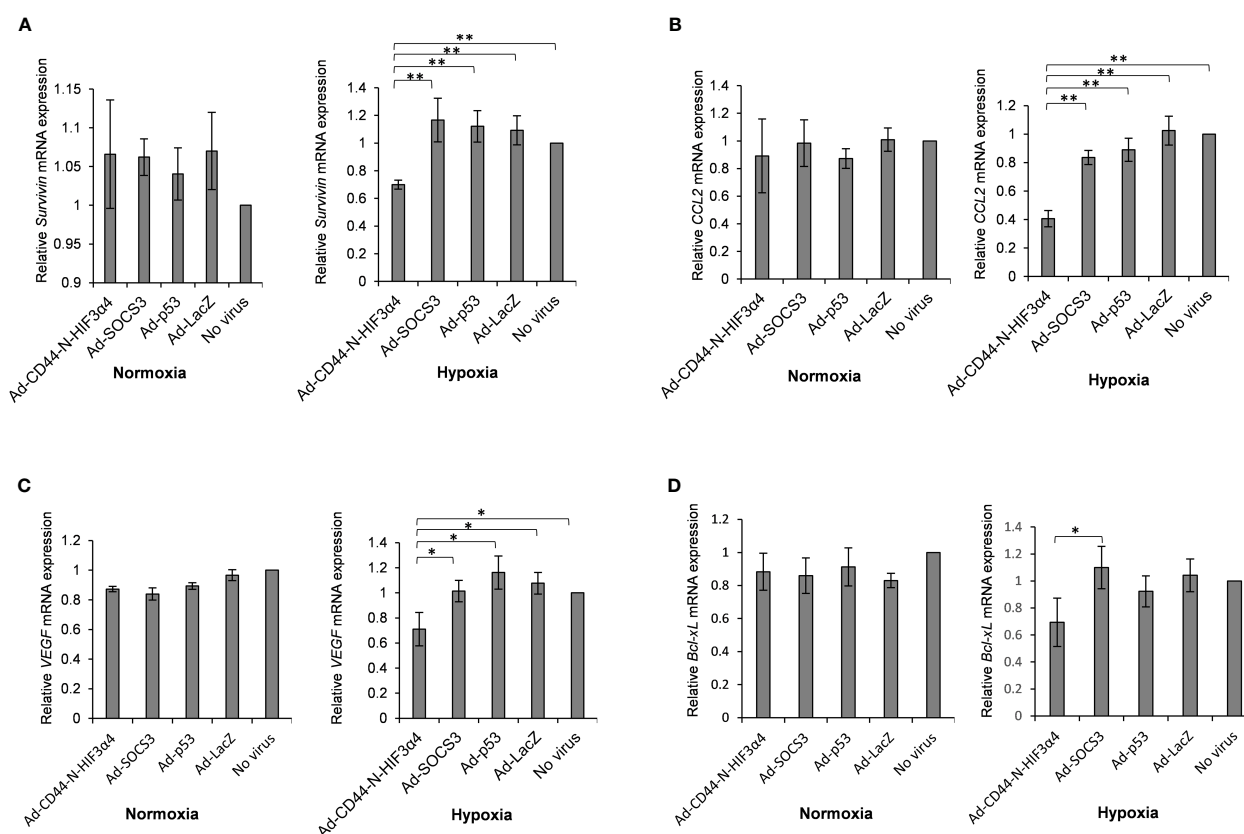 A
Relative Survivin mRNA expression
1.15
1.1
1.05
1
0.95
0.9
Ad-CD44-N-HIF3α4
Ad-SOCS3
Ad-p53
Ad-LacZ
No virus
Normoxia
Relative Survivin mRNA expression
1.4
1.2
1
0.8
0.6
0.4
0.2
0
**
**
**
**
Ad-CD44-N-HIF3α4
Ad-SOCS3
Ad-p53
Ad-LacZ
No virus
Hypoxia
B
Relative CCL2 mRNA expression
1.4
1.2
1
0.8
0.6
0.4
0.2
0
Ad-CD44-N-HIF3α4
Ad-SOCS3
Ad-p53
Ad-LacZ
No virus
Normoxia
Relative CCL2 mRNA expression
1.2
1
0.8
0.6
0.4
0.2
0
**
**
**
**
Ad-CD44-N-HIF3α4
Ad-SOCS3
Ad-p53
Ad-LacZ
No virus
Hypoxia
C
Relative VEGF mRNA expression
1.2
1
0.8
0.6
0.4
0.2
0
Ad-CD44-N-HIF3α4
Ad-SOCS3
Ad-p53
Ad-LacZ
No virus
Normoxia
Relative VEGF mRNA expression
1.4
1.2
1
0.8
0.6
0.4
0.2
0
*
*
*
*
Ad-CD44-N-HIF3α4
Ad-SOCS3
Ad-p53
Ad-LacZ
No virus
Hypoxia
D
Relative Bcl-xL mRNA expression
1.2
1
0.8
0.6
0.4
0.2
0
Ad-CD44-N-HIF3α4
Ad-SOCS3
Ad-p53
Ad-LacZ
No virus
Normoxia
Relative Bcl-xL mRNA expression
1.4
1.2
1
0.8
0.6
0.4
0.2
0
*
Ad-CD44-N-HIF3α4
Ad-SOCS3
Ad-p53
Ad-LacZ
No virus
Hypoxia